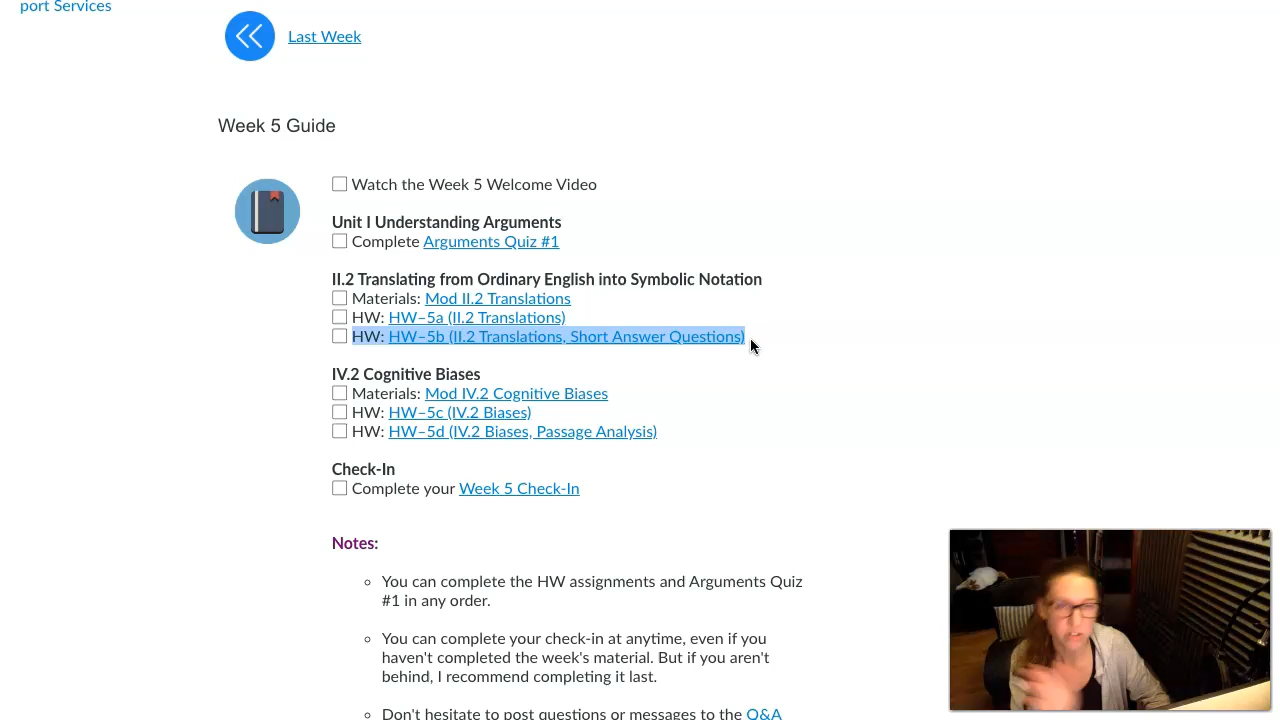 port Services
Last Week
Week 5 Guide
Watch the Week 5 Welcome Video
Unit I Understanding Arguments
Complete Arguments Quiz #1
II.2 Translating from Ordinary English into Symbolic Notation
Materials: Mod II.2 Translations
HW: HW–5a (II.2 Translations)
HW: HW–5b (II.2 Translations, Short Answer Questions)
IV.2 Cognitive Biases
Materials: Mod IV.2 Cognitive Biases
HW: HW–5c (IV.2 Biases)
HW: HW–5d (IV.2 Biases, Passage Analysis)
Check-In
Complete your Week 5 Check-In
Notes:
You can complete the HW assignments and Arguments Quiz
#1 in any order.
You can complete your check-in at anytime, even if you
haven't completed the week's material. But if you aren't
behind, I recommend completing it last.
Don't hesitate to post questions or messages to the Q&A